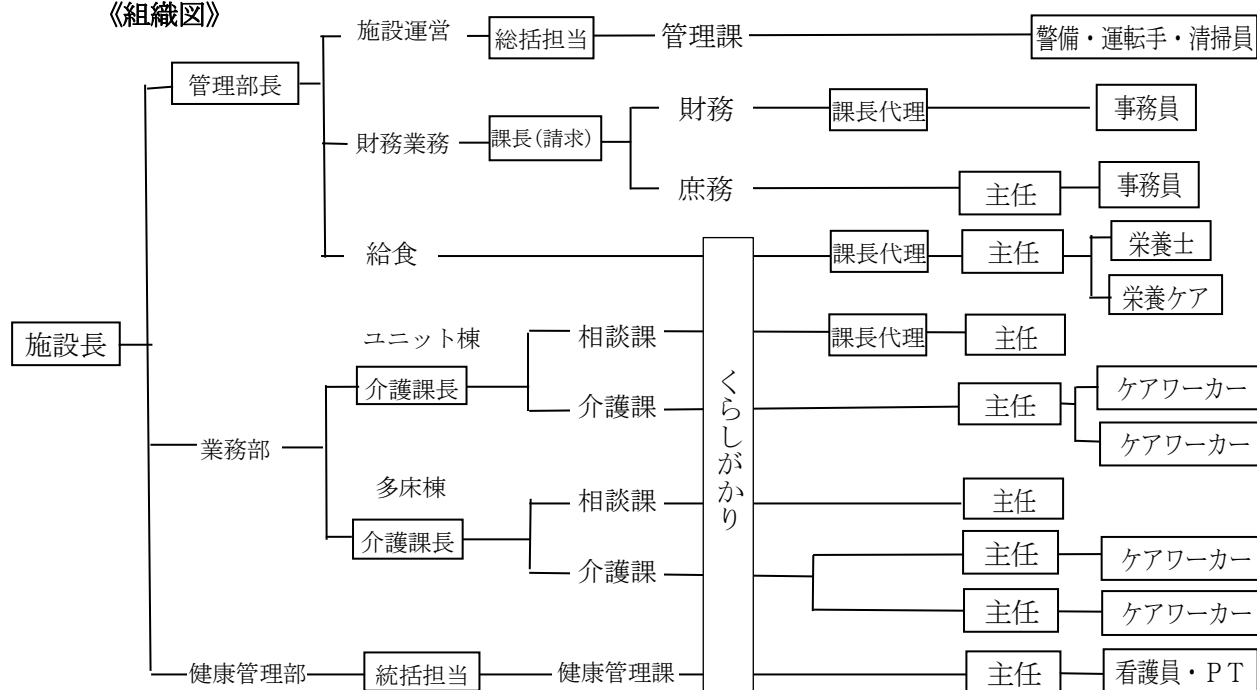 《組織図》
施設運営 総括担当 管理課 警備・運転手・清掃員
管理部長
財務 課長代理 事務員
財務業務 課長(請求)
庶務 主任 事務員
給食 課長代理 主任 栄養士
栄養ケア
施設長
ユニット棟 相談課 課長代理 主任
介護課長
介護課 主任 ケアワーカー
ケアワーカー
くらしがかり
業務部
多床棟 相談課 主任
介護課長
介護課 主任 ケアワーカー
主任 ケアワーカー
健康管理部 統括担当 健康管理課 主任 看護員・PT